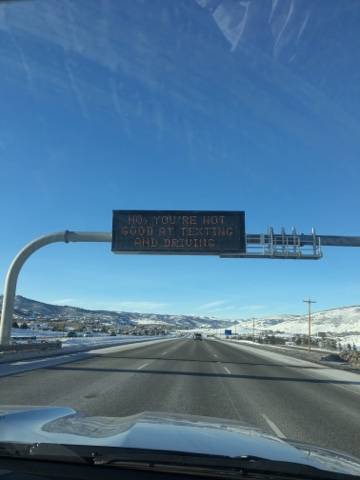 NO, YOU'RE NOT
GOOD AT TEXTING
AND DRIVING